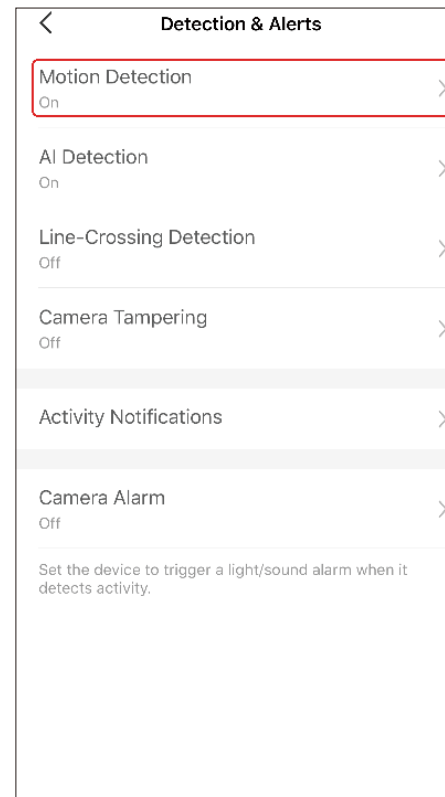 Detection & Alerts
Motion Detection
On
AI Detection
On
Line-Crossing Detection
Off
Camera Tampering
Off
Activity Notifications
Camera Alarm
Off
Set the device to trigger a light/sound alarm when it
detects activity.